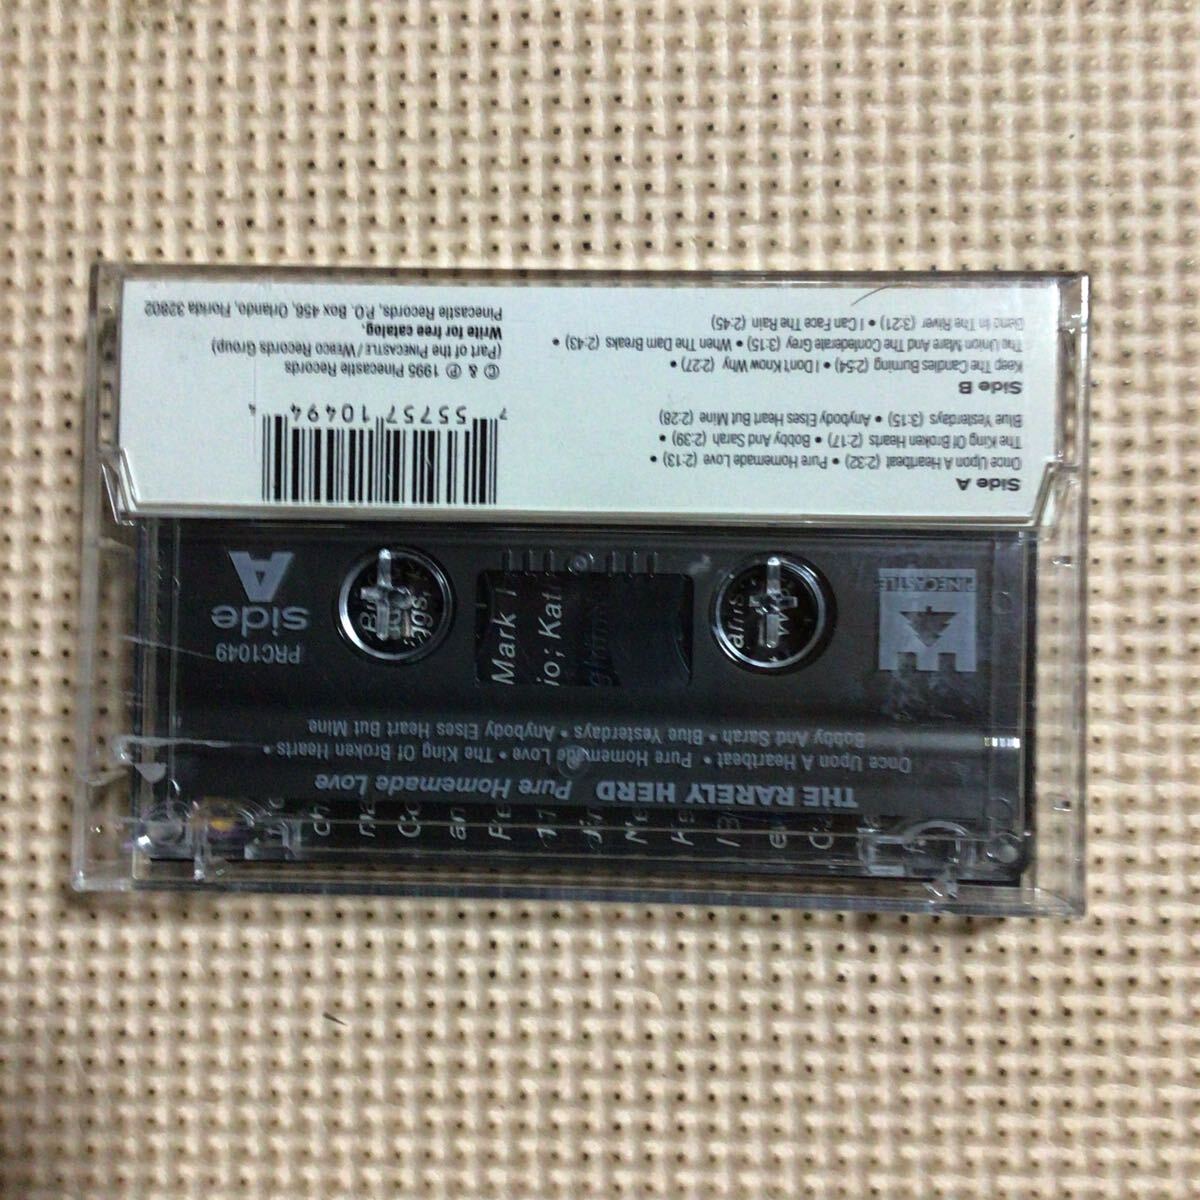 THE RARELY HERD Pure Homemade Love
Once Upon A Heartbeat • Pure Homemade Love • The King Of Broken Hearts •
Bobby And Sarah • Blue Yesterdays • Anybody Elses Heart But Mine
PINECASTLE
PRC1049
side
A
Mark
io; Kat
Side A
Once Upon A Heartbeat (2:32) • Pure Homemade Love (2:13) •
The King Of Broken Hearts (2:17) • Bobby And Sarah (2:39) •
Blue Yesterdays (3:15) • Anybody Elses Heart But Mine (2:28)
Side B
Keep The Candles Burning (2:54) • I Don't Know Why (2:27) •
The Union Mare And The Confederate Grey (3:15) • When The Dam Breaks (2:43) •
Bend In The River (3:21) • I Can Face The Rain (2:45)
7 55757 10494 4
© & ℗ 1995 Pinecastle Records
(Part of the PINECASTLE/WEBCO Records Group)
Write for free catalog.
Pinecastle Records, P.O. Box 456, Orlando, Florida 32802